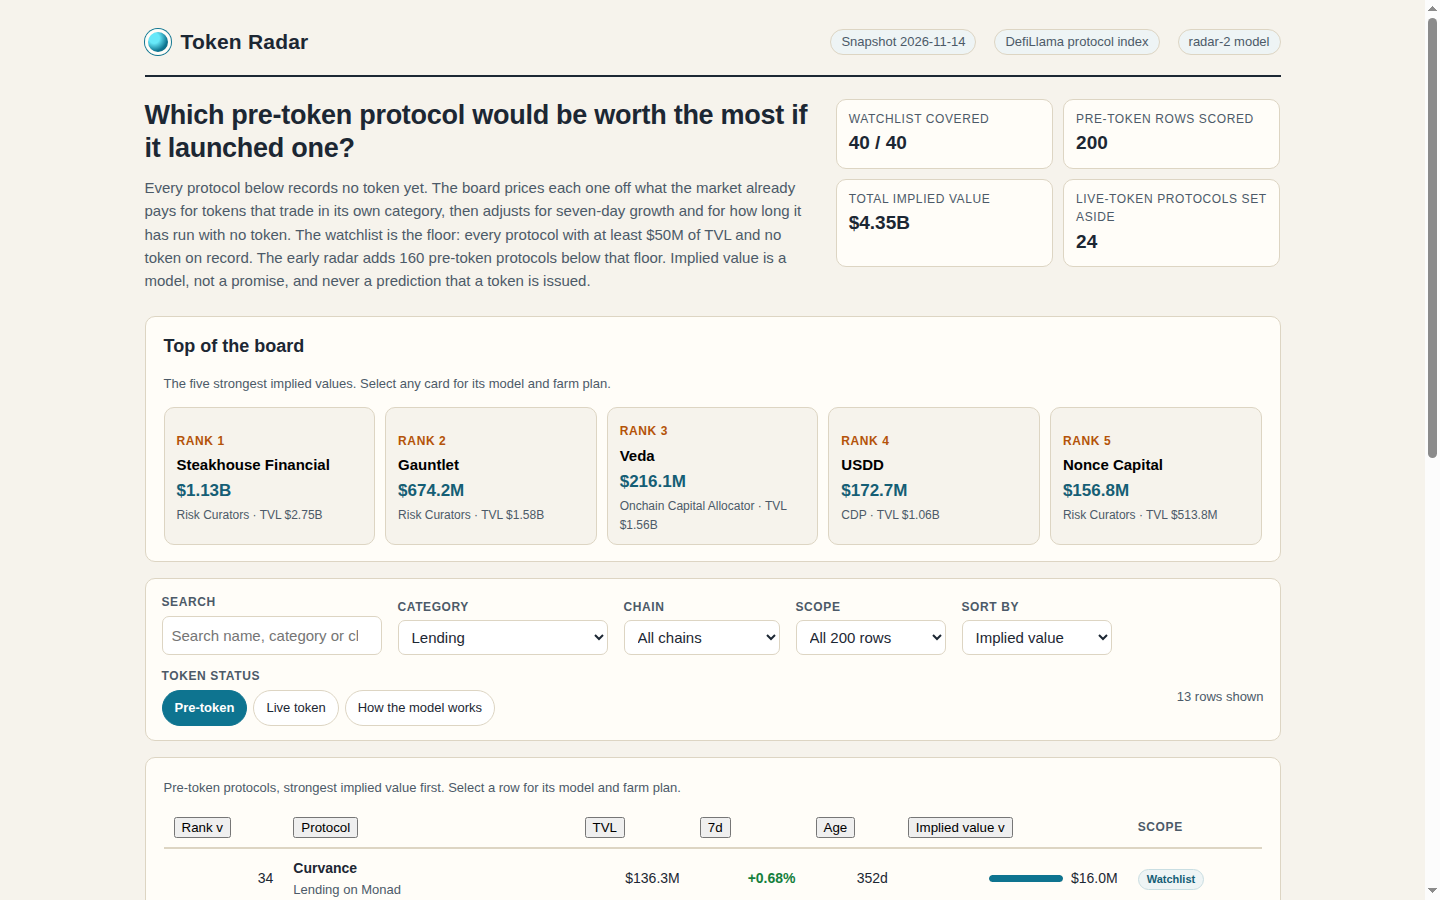 Token Radar
Snapshot 2026-11-14
DefiLlama protocol index
radar-2 model
Which pre-token protocol would be worth the most if
it launched one?
Every protocol below records no token yet. The board prices each one off what the market already
pays for tokens that trade in its own category, then adjusts for seven-day growth and for how long it
has run with no token. The watchlist is the floor: every protocol with at least $50M of TVL and no
token on record. The early radar adds 160 pre-token protocols below that floor. Implied value is a
model, not a promise, and never a prediction that a token is issued.
WATCHLIST COVERED
40 / 40
PRE-TOKEN ROWS SCORED
200
TOTAL IMPLIED VALUE
$4.35B
LIVE-TOKEN PROTOCOLS SET
ASIDE
24
Top of the board
The five strongest implied values. Select any card for its model and farm plan.
RANK 1
Steakhouse Financial
$1.13B
Risk Curators · TVL $2.75B
RANK 2
Gauntlet
$674.2M
Risk Curators · TVL $1.58B
RANK 3
Veda
$216.1M
Onchain Capital Allocator · TVL
$1.56B
RANK 4
USDD
$172.7M
CDP · TVL $1.06B
RANK 5
Nonce Capital
$156.8M
Risk Curators · TVL $513.8M
SEARCH
Search name, category or cl
CATEGORY
Lending
CHAIN
All chains
SCOPE
All 200 rows
SORT BY
Implied value
TOKEN STATUS
Pre-token
Live token
How the model works
13 rows shown
Pre-token protocols, strongest implied value first. Select a row for its model and farm plan.
Rank v
Protocol
TVL
7d
Age
Implied value v
SCOPE
34
Curvance
Lending on Monad
$136.3M
+0.68%
352d
$16.0M
Watchlist